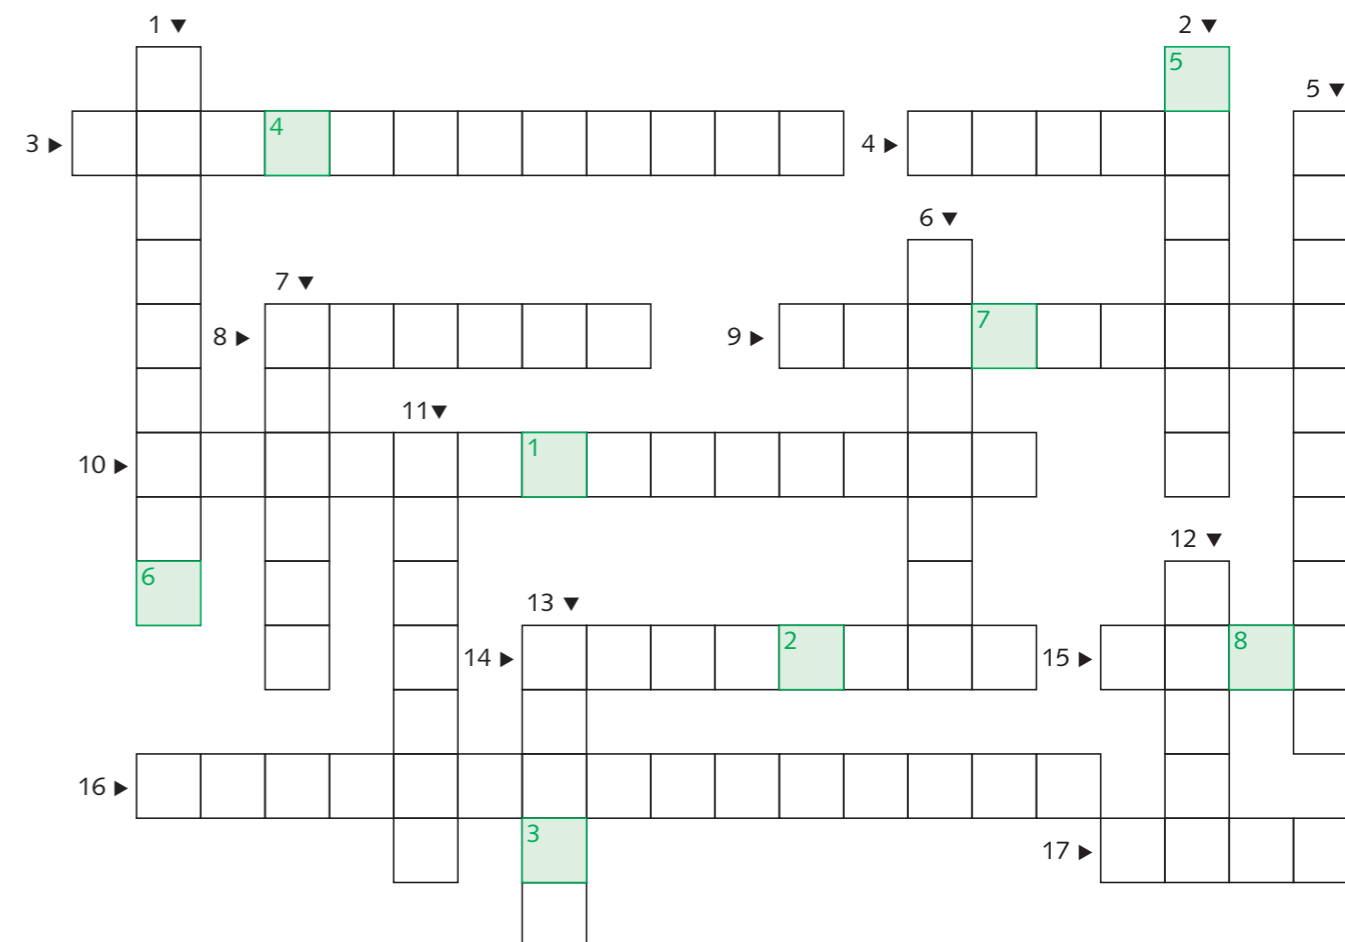 1 ▼ 2 ▼
5
5 ▼
3 ▶ 4 4 ▶
6 ▼
7 ▼
8 ▶ 9 ▶ 7
11▼
10 ▶ 1
12 ▼
6 13 ▼
14 ▶ 2 15 ▶ 8
16 ▶
3 17 ▶